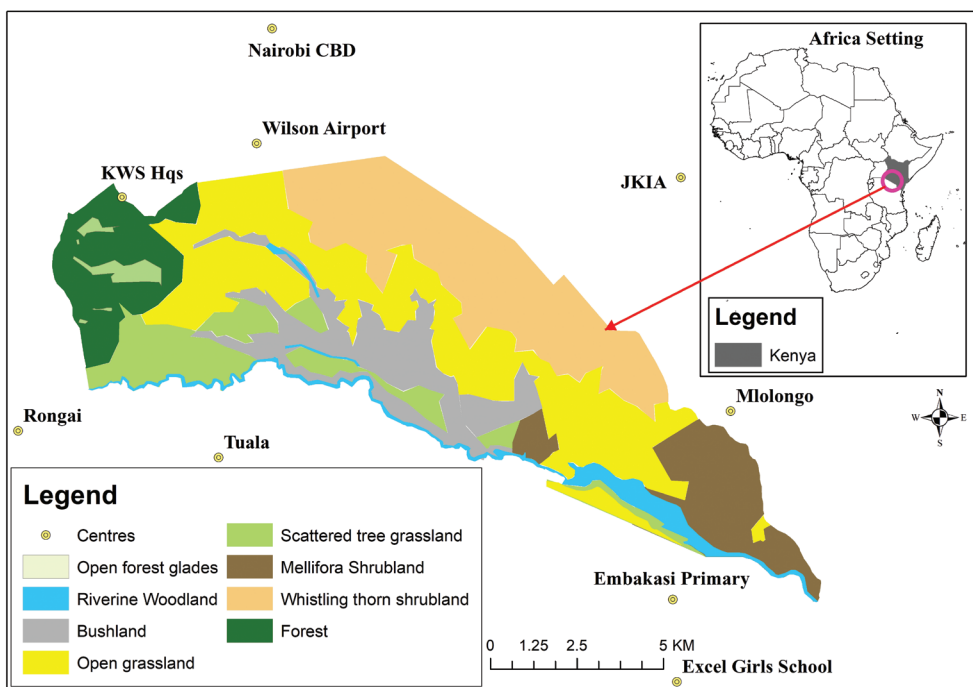 Nairobi CBD
Wilson Airport
KWS Hqs
JKIA
Africa Setting
Legend
Kenya
Mlolongo
N
W E
S
Rongai
Tuala
Legend
Centres
Open forest glades
Riverine Woodland
Bushland
Open grassland
Scattered tree grassland
Mellifora Shrubland
Whistling thorn shrubland
Forest
Embakasi Primary
0 1.25 2.5 5 KM
Excel Girls School